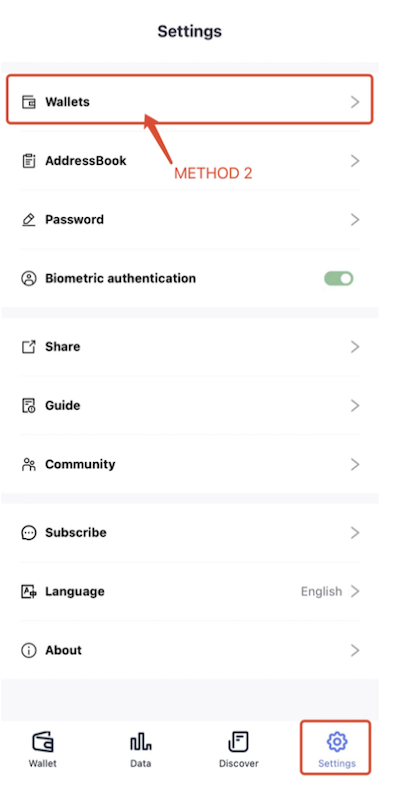 Settings
Wallets
AddressBook
METHOD 2
Password
Biometric authentication
Share
Guide
Community
Subscribe
Language English
About
Wallet Data Discover Settings